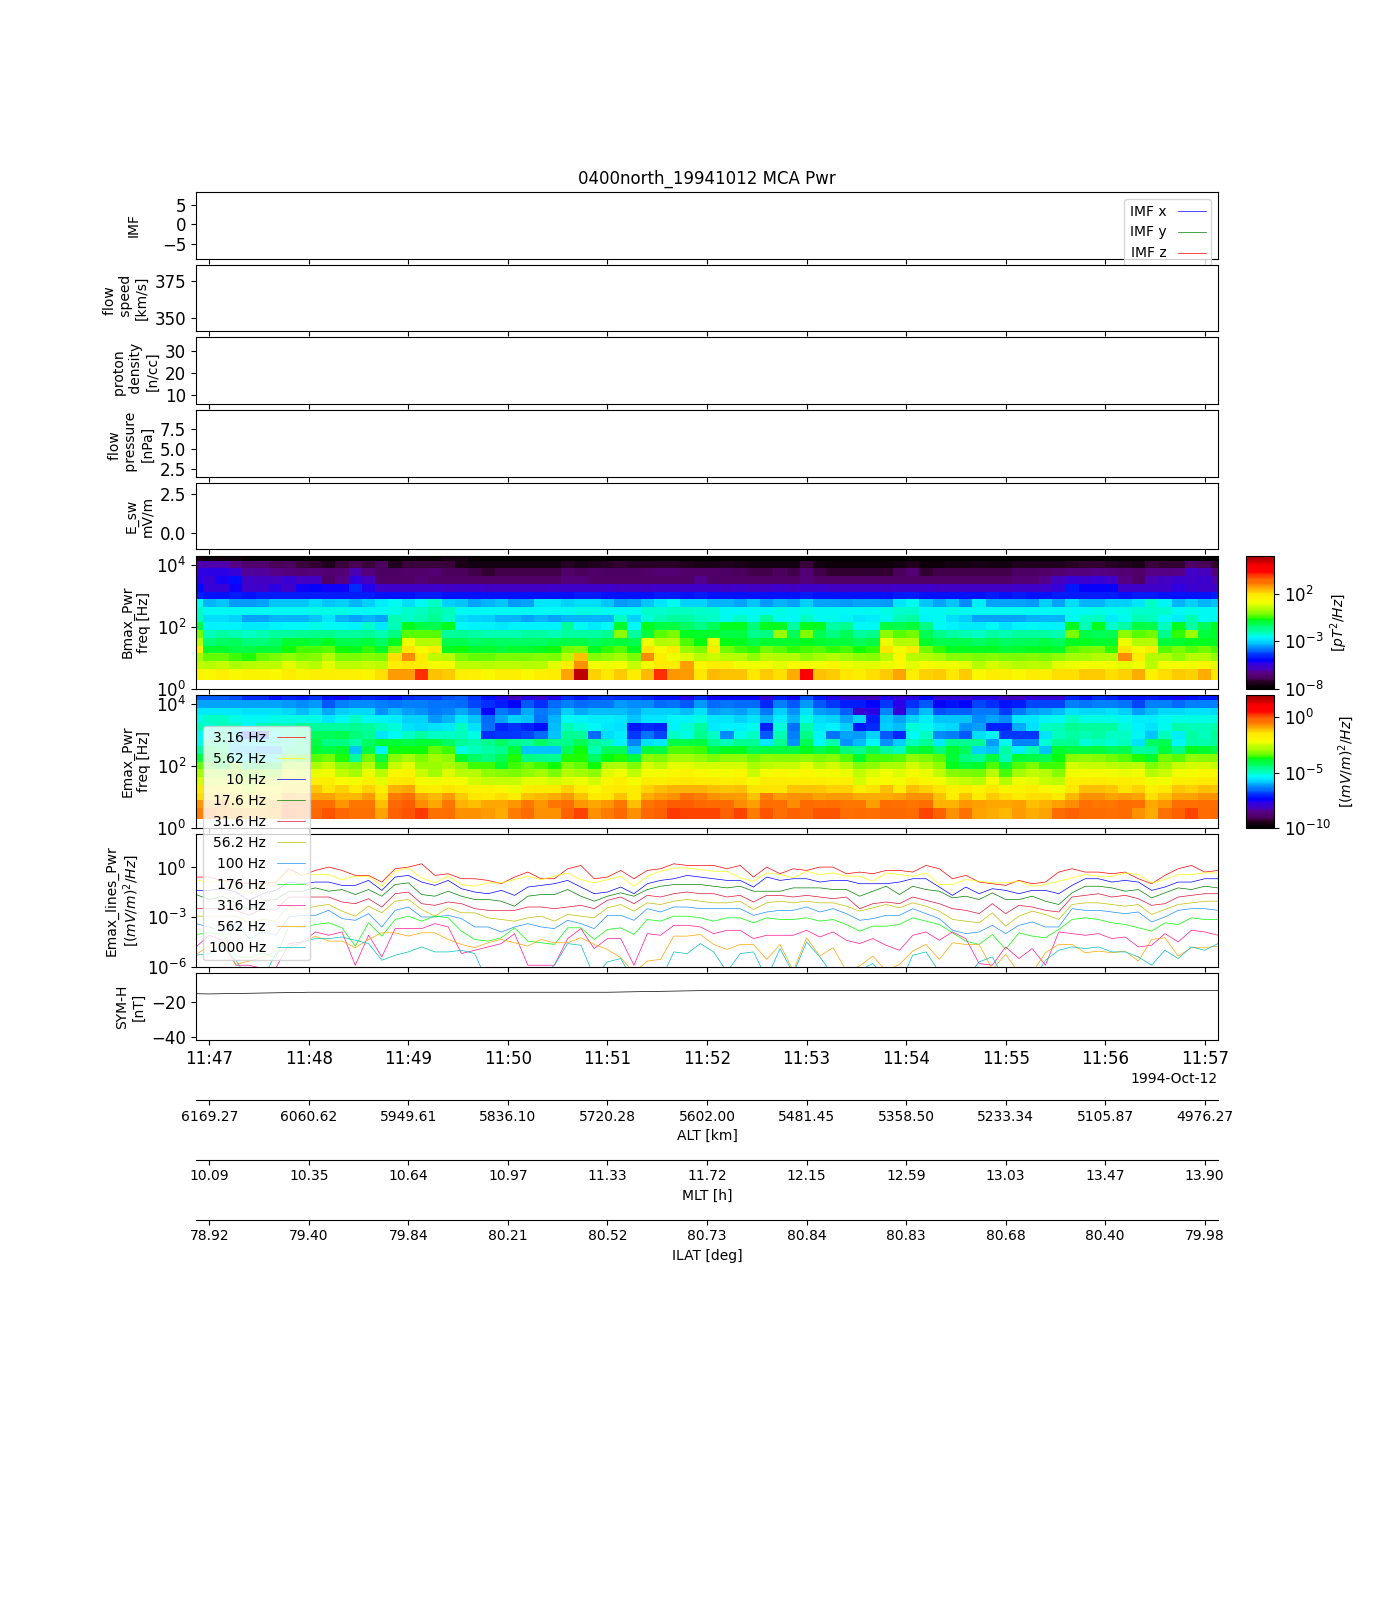 0400north_19941012 MCA Pwr
IMF
5
0
−5
IMF x
IMF y
IMF z
flow
speed
[km/s]
375
350
proton
density
[n/cc]
30
20
10
flow
pressure
[nPa]
7.5
5.0
2.5
E_sw
mV/m
2.5
0.0
Bmax_Pwr
freq [Hz]
10^4
10^2
10^0
10^2
10^−3
10^−8
[pT^2/Hz]
Emax_Pwr
freq [Hz]
10^4
10^2
10^0
10^0
10^−5
10^−10
[(mV/m)^2/Hz]
3.16 Hz
5.62 Hz
10 Hz
17.6 Hz
31.6 Hz
56.2 Hz
100 Hz
176 Hz
316 Hz
562 Hz
1000 Hz
Emax_lines_Pwr
[(mV/m)^2/Hz]
10^0
10^−3
10^−6
SYM-H
[nT]
−20
−40
11:47 11:48 11:49 11:50 11:51 11:52 11:53 11:54 11:55 11:56 11:57
1994-Oct-12
6169.27 6060.62 5949.61 5836.10 5720.28 5602.00 5481.45 5358.50 5233.34 5105.87 4976.27
ALT [km]
10.09 10.35 10.64 10.97 11.33 11.72 12.15 12.59 13.03 13.47 13.90
MLT [h]
78.92 79.40 79.84 80.21 80.52 80.73 80.84 80.83 80.68 80.40 79.98
ILAT [deg]